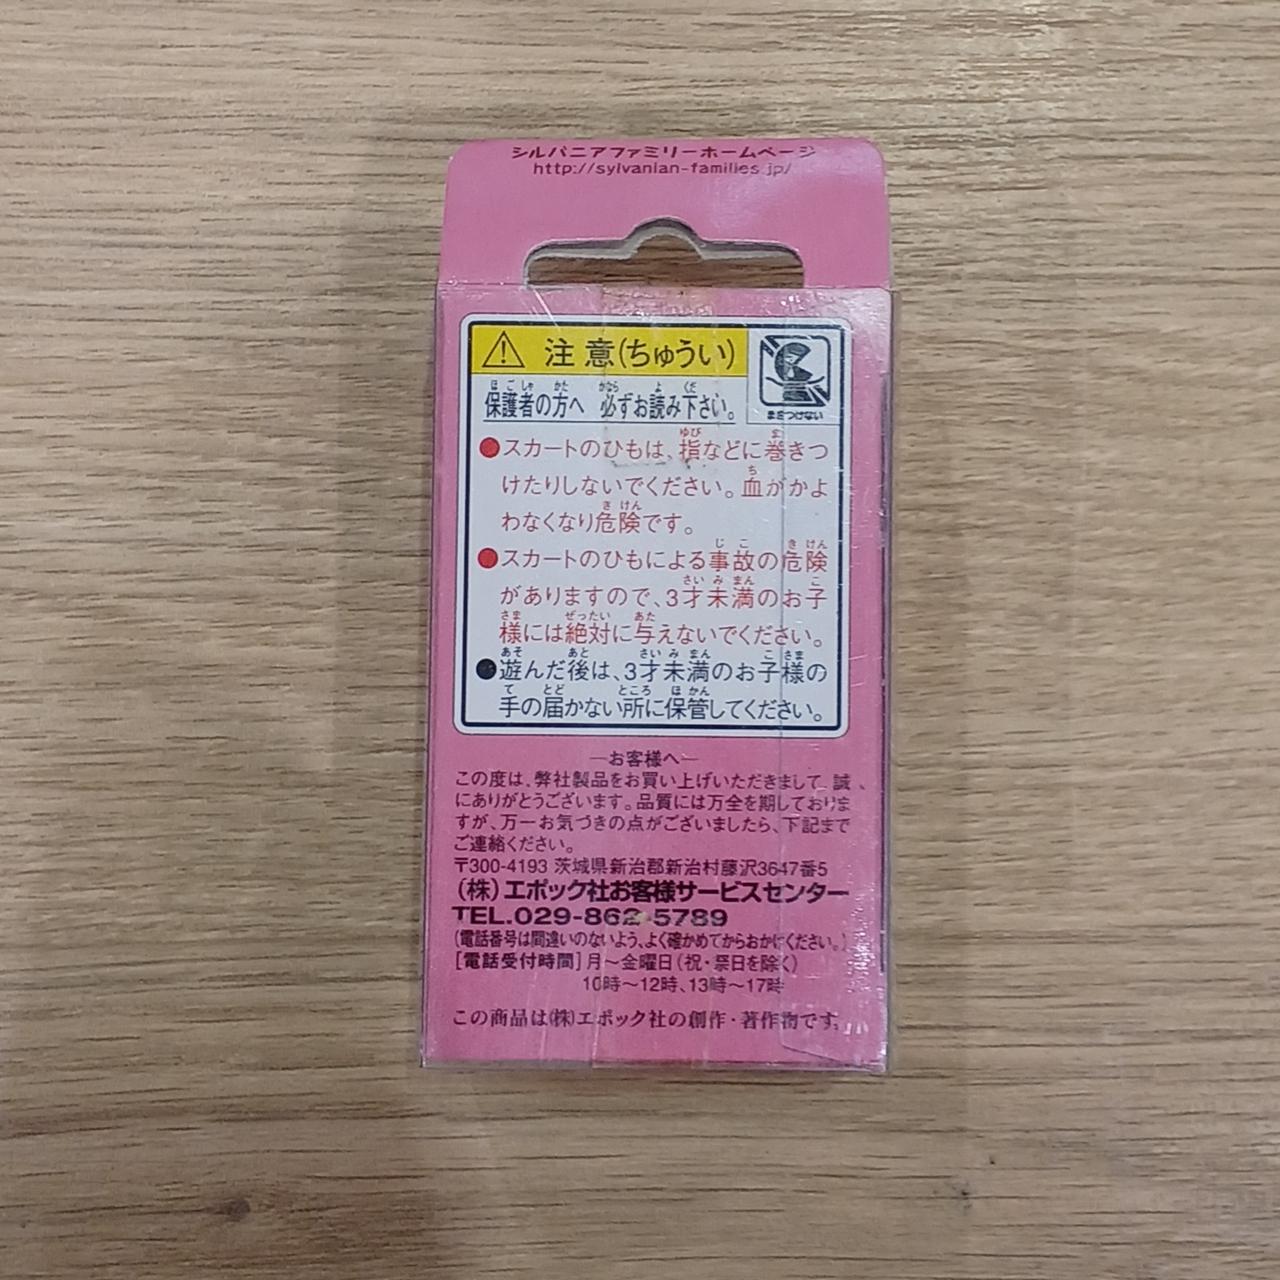 シルバニアファミリーホームページ
http://sylvanian-families.jp/
注意(ちゅうい)
まきつけない
保護者の方へ 必ずお読み下さい。
●スカートのひもは、指などに巻きつ
けたりしないでください。血がかよ
わなくなり危険です。
●スカートのひもによる事故の危険
がありますので、3才未満のお子
様には絶対に与えないでください。
●遊んだ後は、3才未満のお子様の
手の届かない所に保管してください。
—お客様へ—
この度は、弊社製品をお買い上げいただきまして、誠
にありがとうございます。品質には万全を期しておりま
すが、万一お気づきの点がございましたら、下記まで
ご連絡ください。
〒300-4193 茨城県新治郡新治村藤沢3647番5
(株)エポック社お客様サービスセンター
TEL.029-862-5789
(電話番号は間違いのないよう、よく確かめてからおかけください。)
[電話受付時間]月～金曜日(祝・祭日を除く)
10時～12時、13時～17時
この商品は(株)エポック社の創作・著作物です。